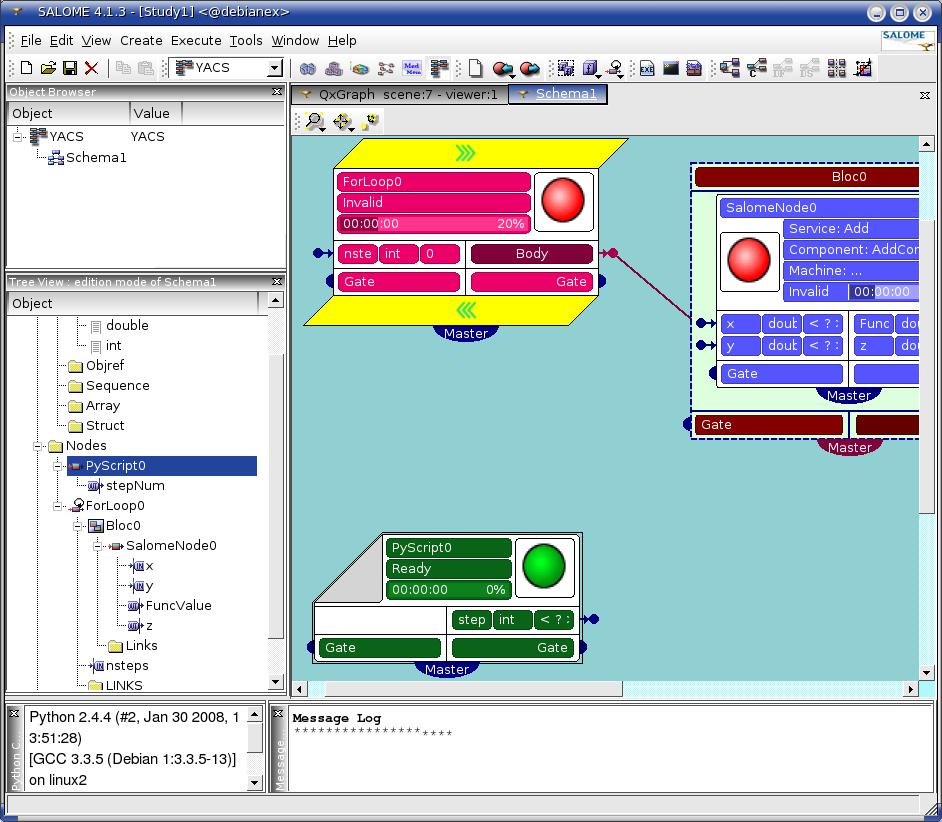 SALOME 4.1.3 - [Study1] <@debianex>
File Edit View Create Execute Tools Window Help
SALOME
YACS
Object Browser
Object Value
YACS YACS
Schema1
Tree View : edition mode of Schema1
Object
double
int
Objref
Sequence
Array
Struct
Nodes
PyScript0
stepNum
ForLoop0
Bloc0
SalomeNode0
x
y
FuncValue
z
Links
nsteps
LINKS
QxGraph scene:7 - viewer:1
Schema1
ForLoop0
Invalid
00:00:00 20%
nste int 0 Body
Gate Gate
Master
Bloc0
SalomeNode0
Service: Add
Component: AddCor
Machine: ...
Invalid 00:00:00
x doub < ? : Func dou
y doub < ? : z dou
Gate
Master
Gate
Master
PyScript0
Ready
00:00:00 0%
step int < ? :
Gate Gate
Master
Python C...
Python 2.4.4 (#2, Jan 30 2008, 1
3:51:28)
[GCC 3.3.5 (Debian 1:3.3.5-13)]
on linux2
Message...
Message Log
********************